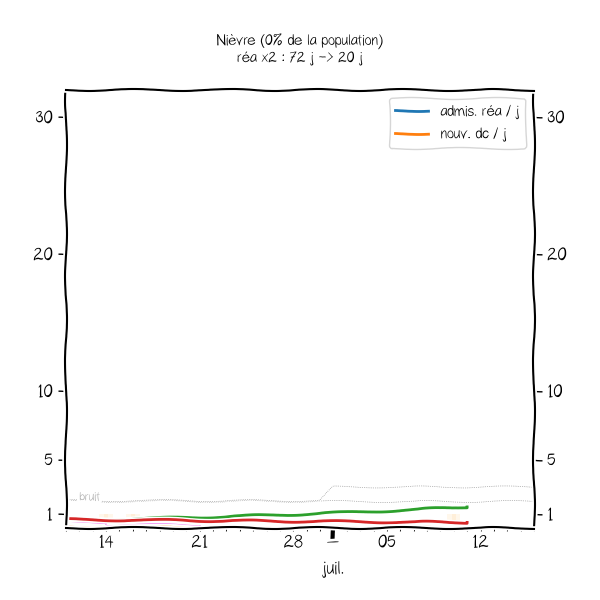 Nièvre (0% de la population)
réa x2 : 72 j -> 20 j
admis. réa / j
nouv. dc / j
30
30
20
20
10
10
5
5
bruit
1
1
14
21
28
05
12
juil.